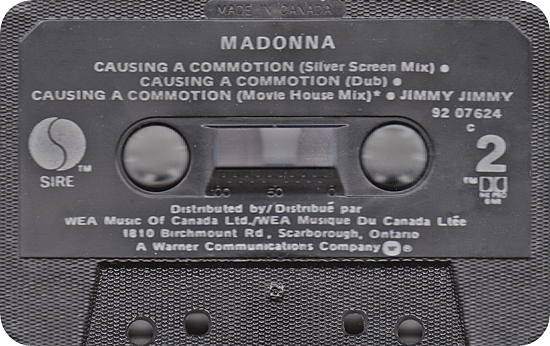 MADE IN CANADA
MADONNA
CAUSING A COMMOTION (Silver Screen Mix) ●
CAUSING A COMMOTION (Dub) ●
CAUSING A COMMOTION (Movie House Mix)* ● JIMMY JIMMY
92 07624
C
2
SIRE ™
100 50 0
Distributed by/Distribué par
WEA Music Of Canada Ltd./WEA Musique Du Canada Ltée
1810 Birchmount Rd., Scarborough, Ontario
A Warner Communications Company ®